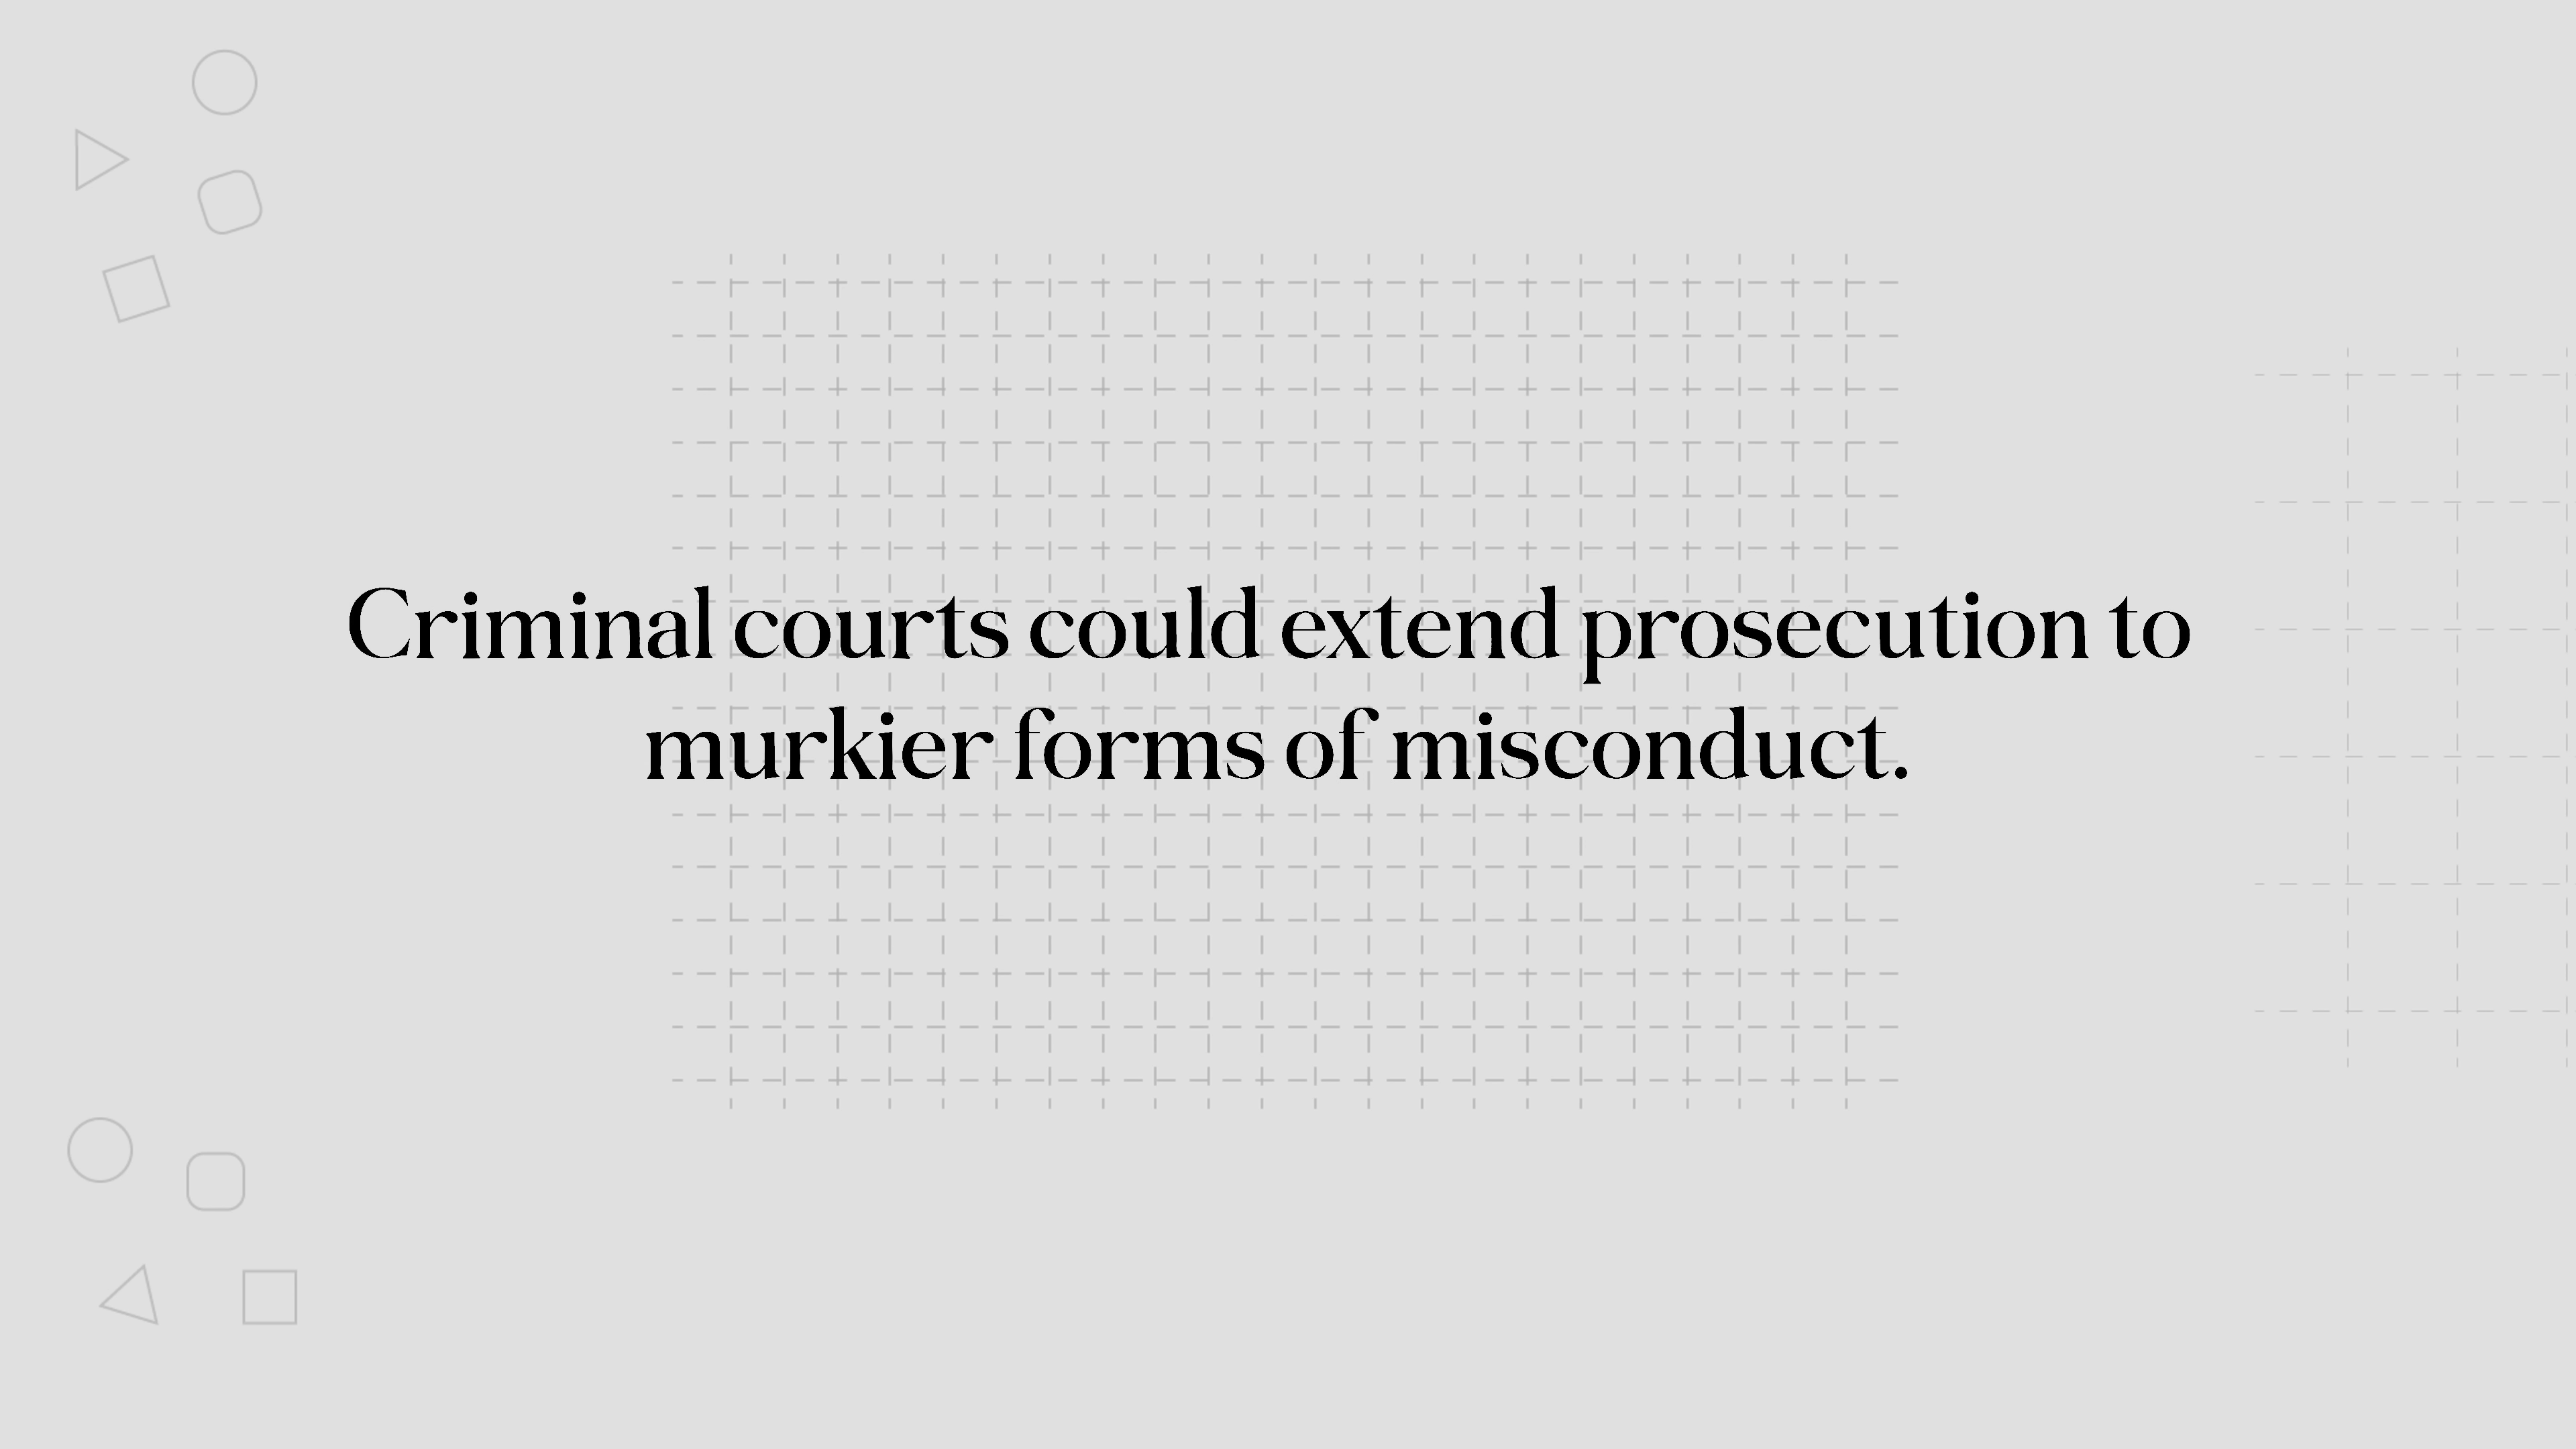 Criminal courts could extend prosecution to
murkier forms of misconduct.